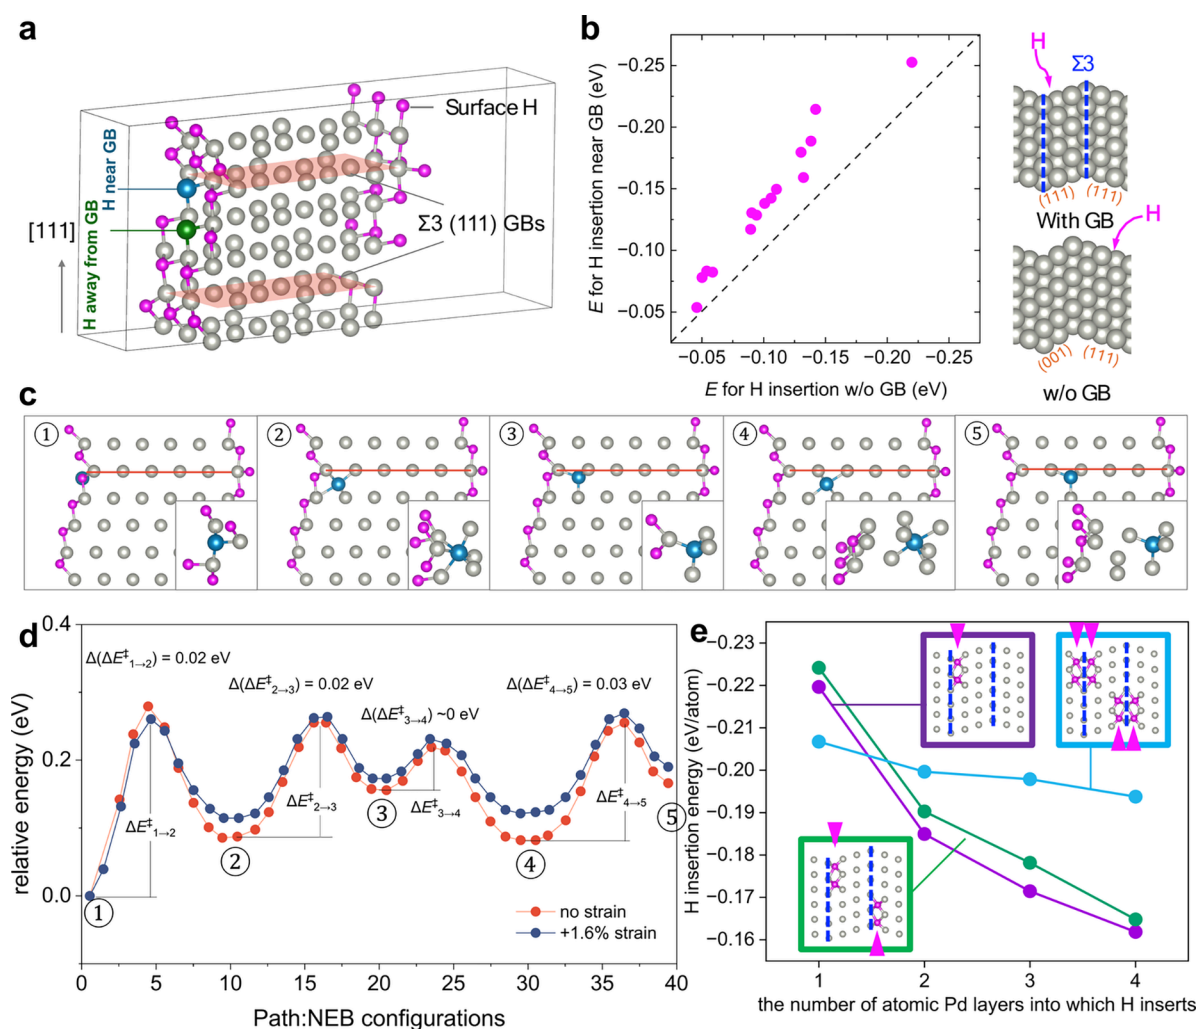 a
Surface H
H near GB
H away from GB
[111]
Σ3 (111) GBs
b
E for H insertion near GB (eV)
−0.25
−0.20
−0.15
−0.10
−0.05
−0.05
−0.10
−0.15
−0.20
−0.25
E for H insertion w/o GB (eV)
H
Σ3
(111)
(111)
With GB
H
(001)
(111)
w/o GB
c
1
2
3
4
5
d
relative energy (eV)
0.4
0.2
0.0
Δ(ΔE‡1→2) = 0.02 eV
Δ(ΔE‡2→3) = 0.02 eV
Δ(ΔE‡3→4) ~0 eV
Δ(ΔE‡4→5) = 0.03 eV
ΔE‡1→2
ΔE‡2→3
ΔE‡3→4
ΔE‡4→5
1
2
3
4
5
no strain
+1.6% strain
0 5 10 15 20 25 30 35 40
Path:NEB configurations
e
H insertion energy (eV/atom)
−0.23
−0.22
−0.21
−0.20
−0.19
−0.18
−0.17
−0.16
1 2 3 4
the number of atomic Pd layers into which H inserts